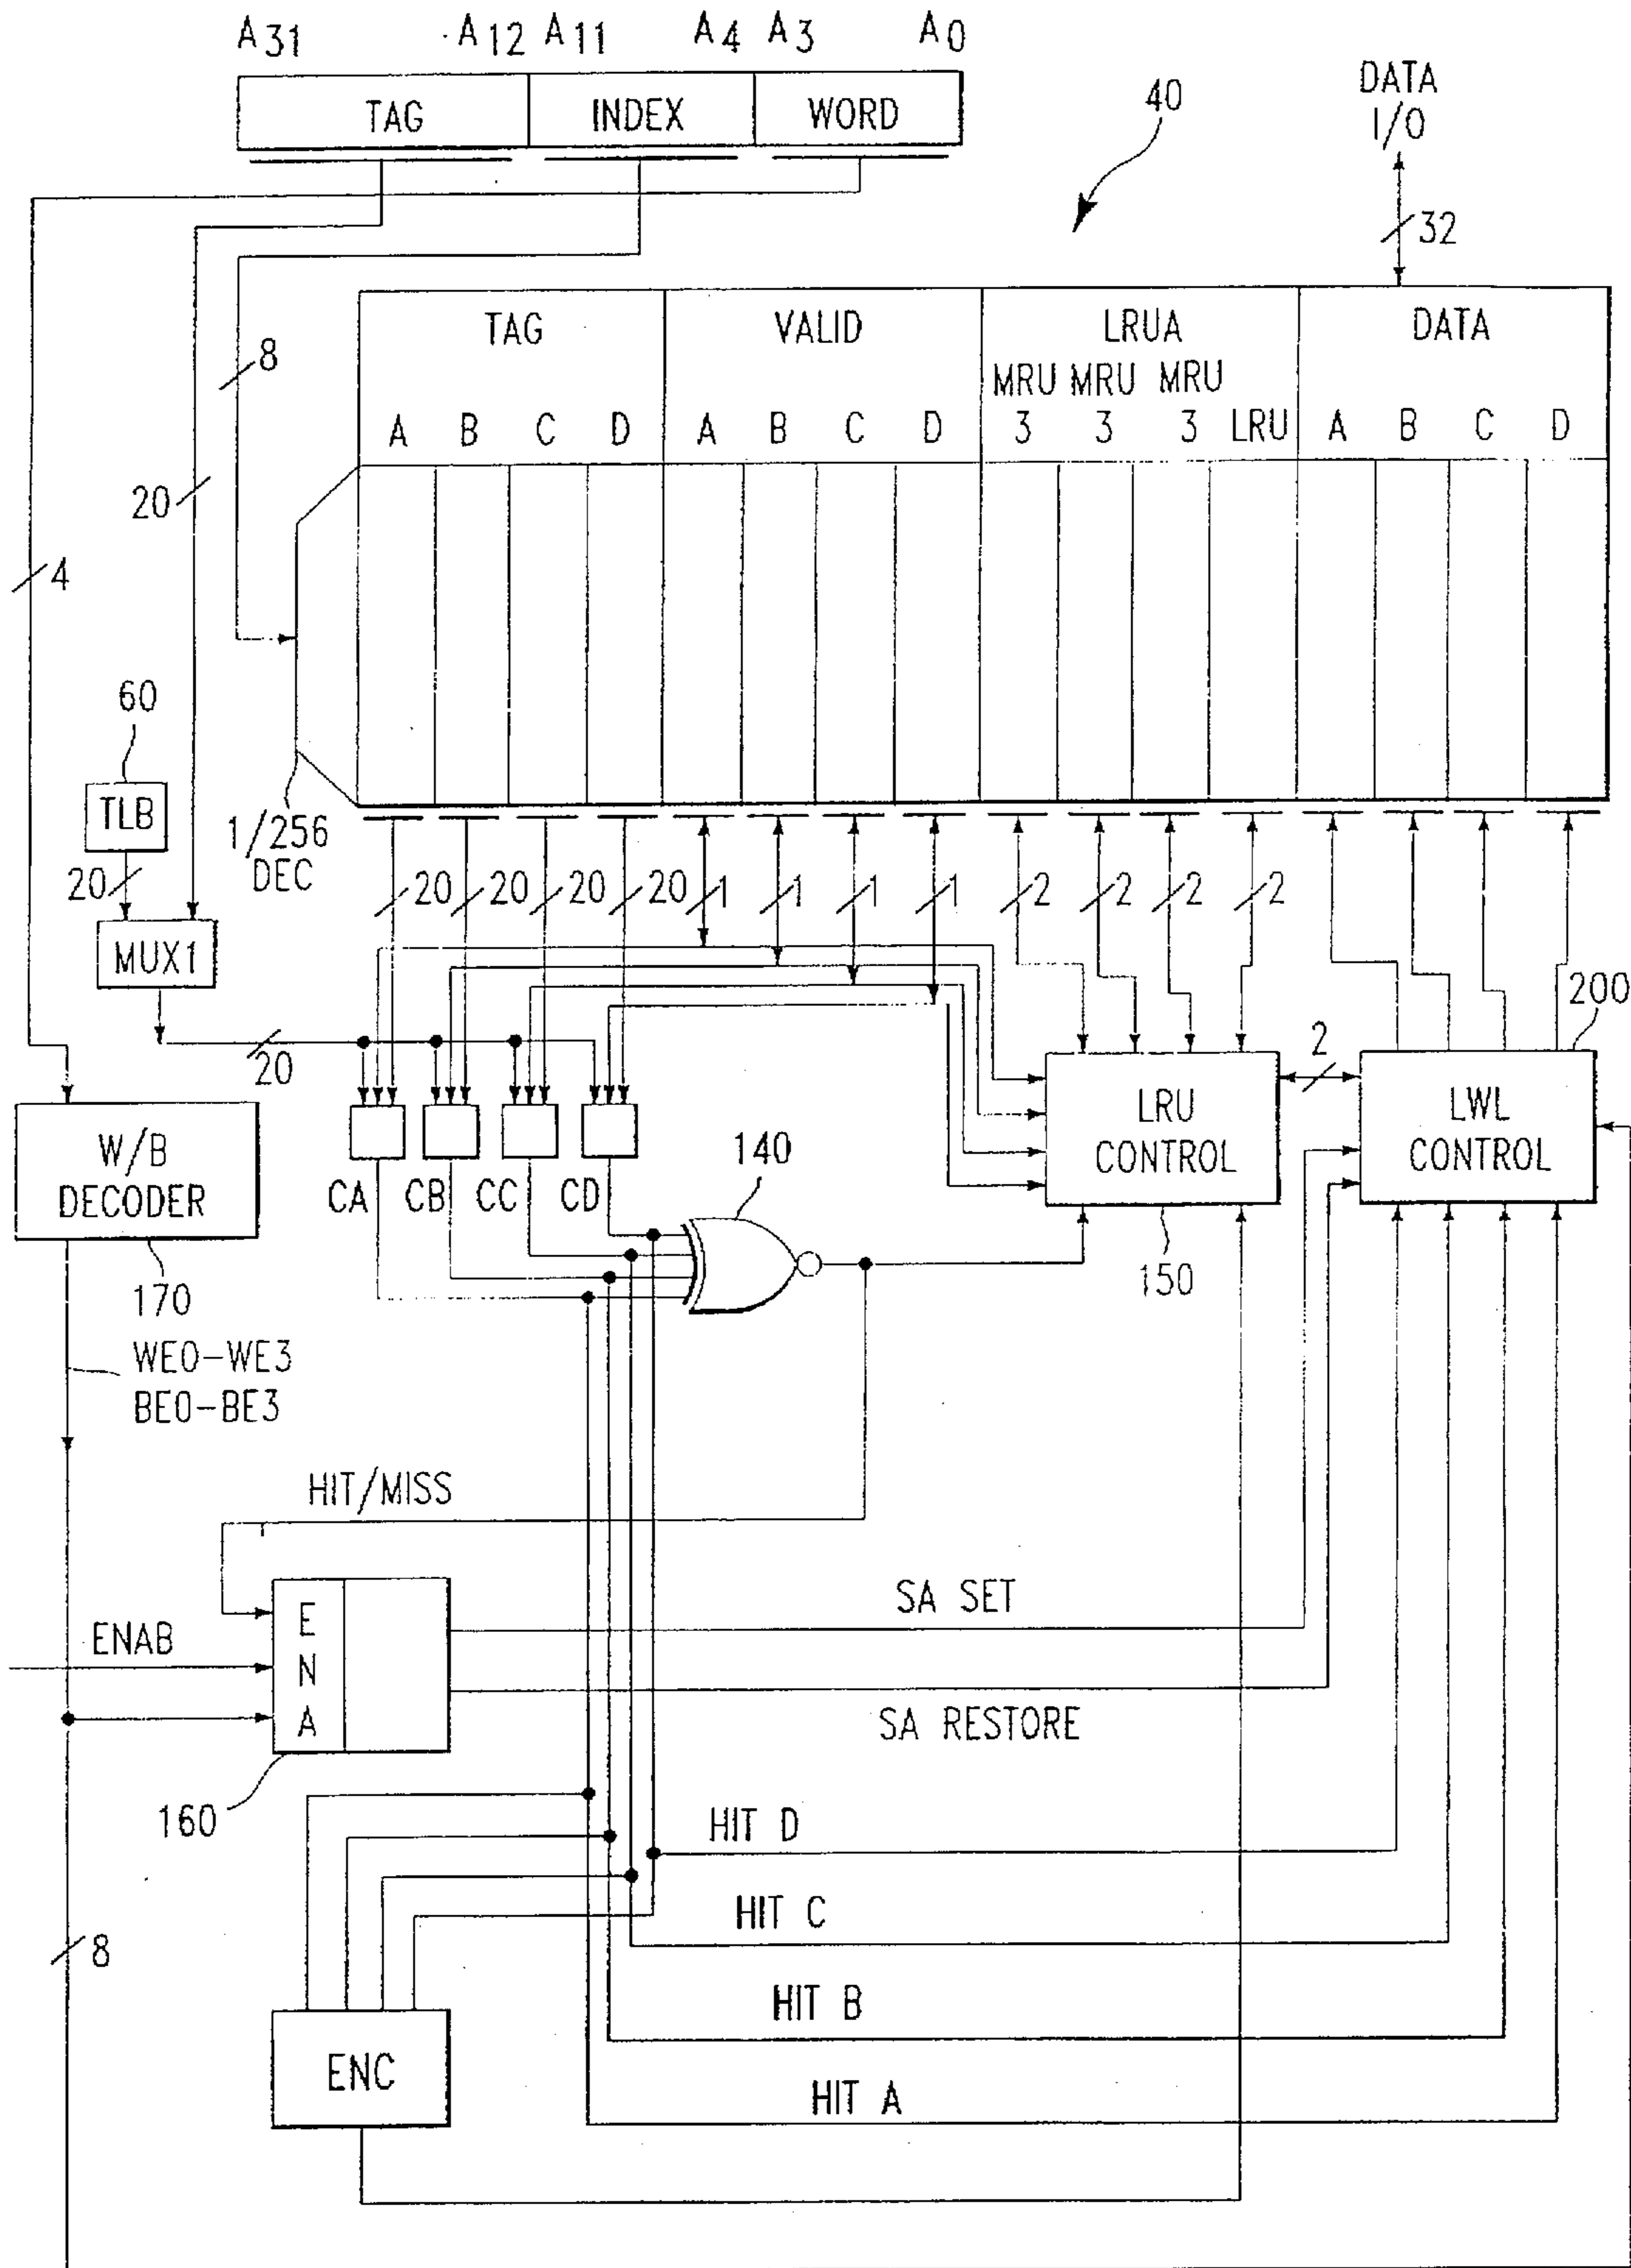 A31 A12 A11 A4 A3 A0
TAG INDEX WORD
DATA
I/O
40
32
TAG VALID LRUA DATA
MRU MRU MRU
A B C D A B C D 3 3 3 LRU A B C D
8
20
4
60
TLB
1/256
DEC
20
20 20 20 20 1 1 1 1 2 2 2 2
MUX1
20
200
2
W/B
DECODER
LRU
CONTROL
LWL
CONTROL
CA CB CC CD
140
150
170
WE0-WE3
BE0-BE3
HIT/MISS
ENAB
E
N
A
SA SET
SA RESTORE
160
HIT D
HIT C
8
HIT B
ENC
HIT A